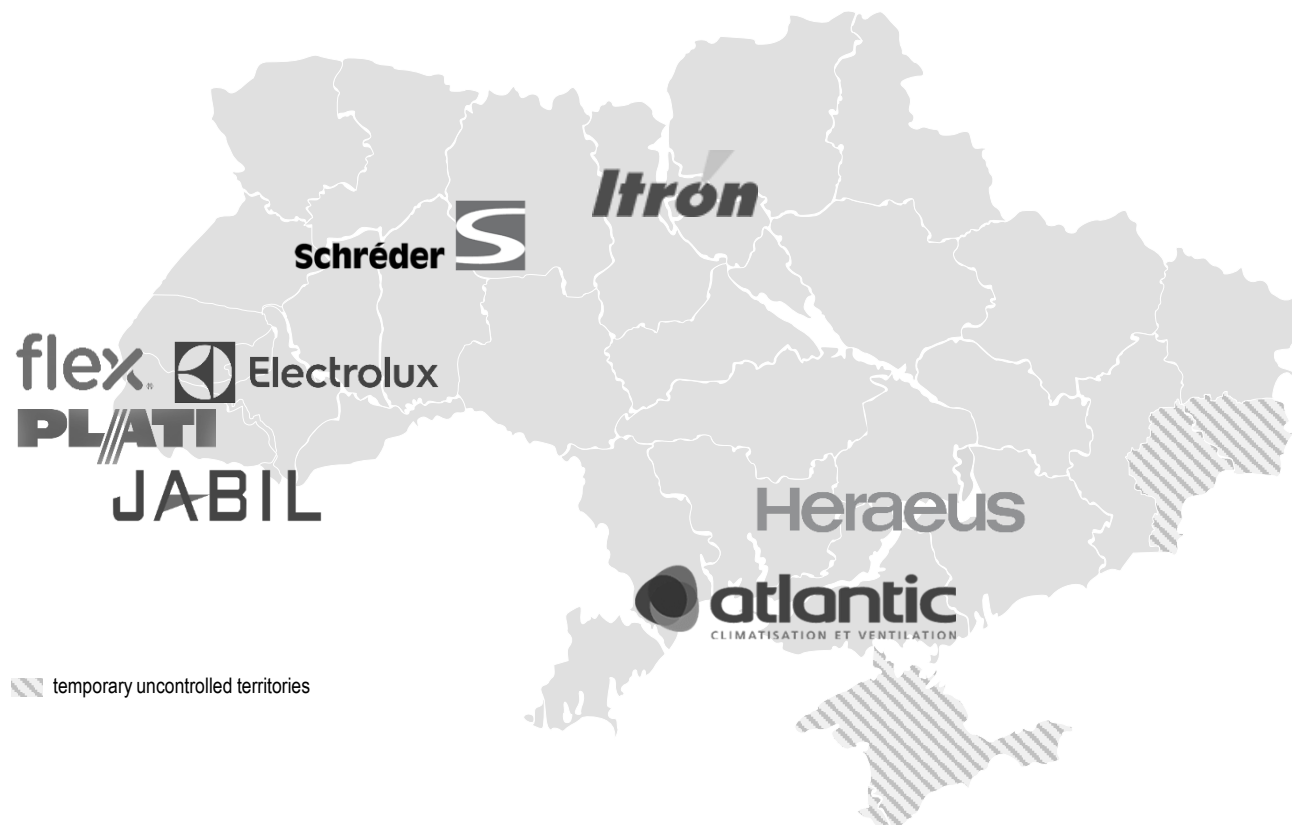 Itrón
Schréder
flex®
Electrolux
PLATI
JABIL
Heraeus
atlantic
CLIMATISATION ET VENTILATION
temporary uncontrolled territories